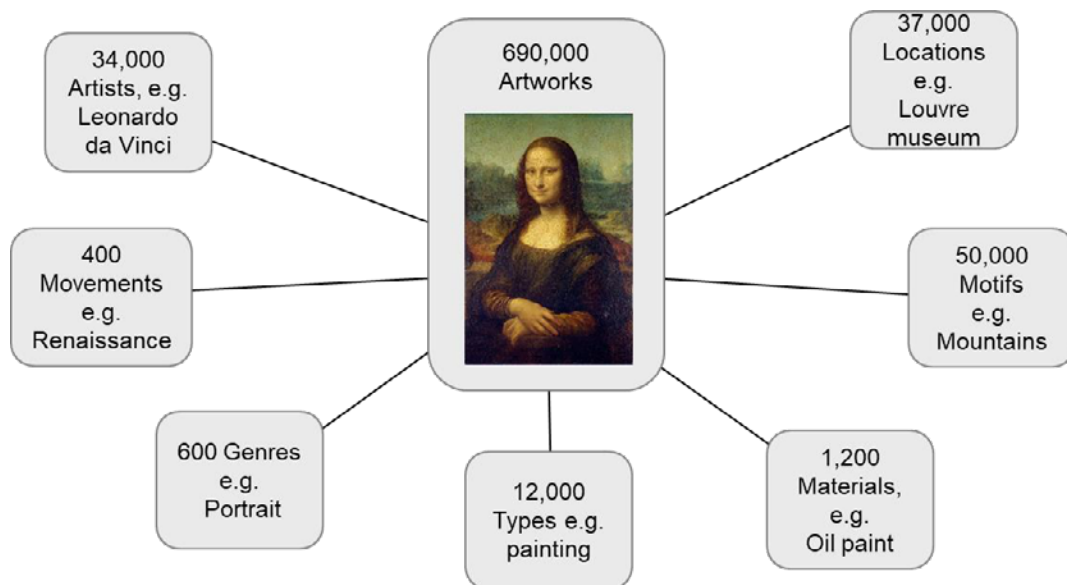 34,000
Artists, e.g.
Leonardo
da Vinci
690,000
Artworks
37,000
Locations
e.g.
Louvre
museum
400
Movements
e.g.
Renaissance
50,000
Motifs
e.g.
Mountains
600 Genres
e.g.
Portrait
12,000
Types e.g.
painting
1,200
Materials,
e.g.
Oil paint